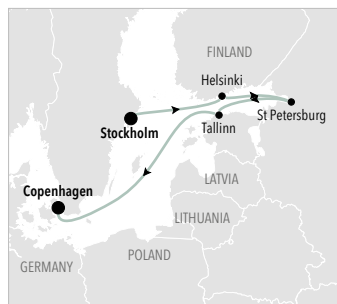 FINLAND
Helsinki
St Petersburg
Stockholm
Tallinn
LATVIA
Copenhagen
LITHUANIA
POLAND
GERMANY